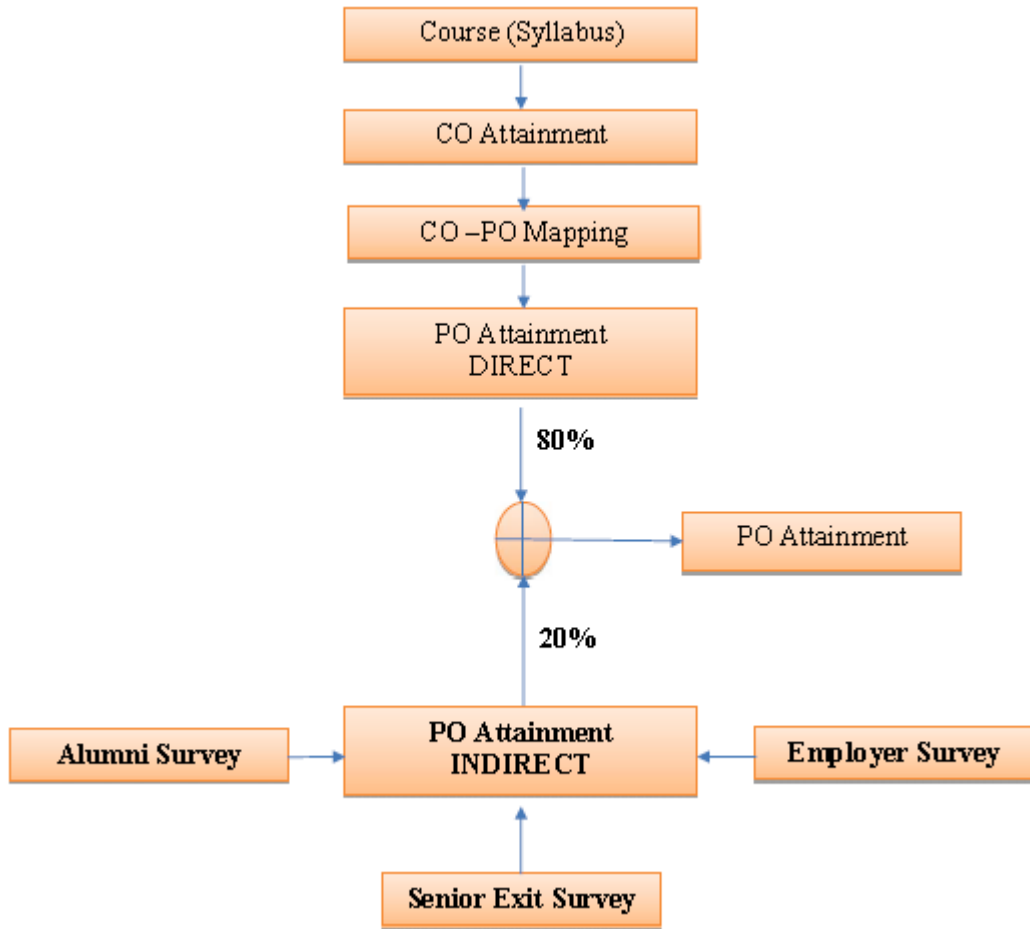 Course (Syllabus)
CO Attainment
CO –PO Mapping
PO Attainment
DIRECT
80%
PO Attainment
20%
PO Attainment
INDIRECT
Alumni Survey
Employer Survey
Senior Exit Survey